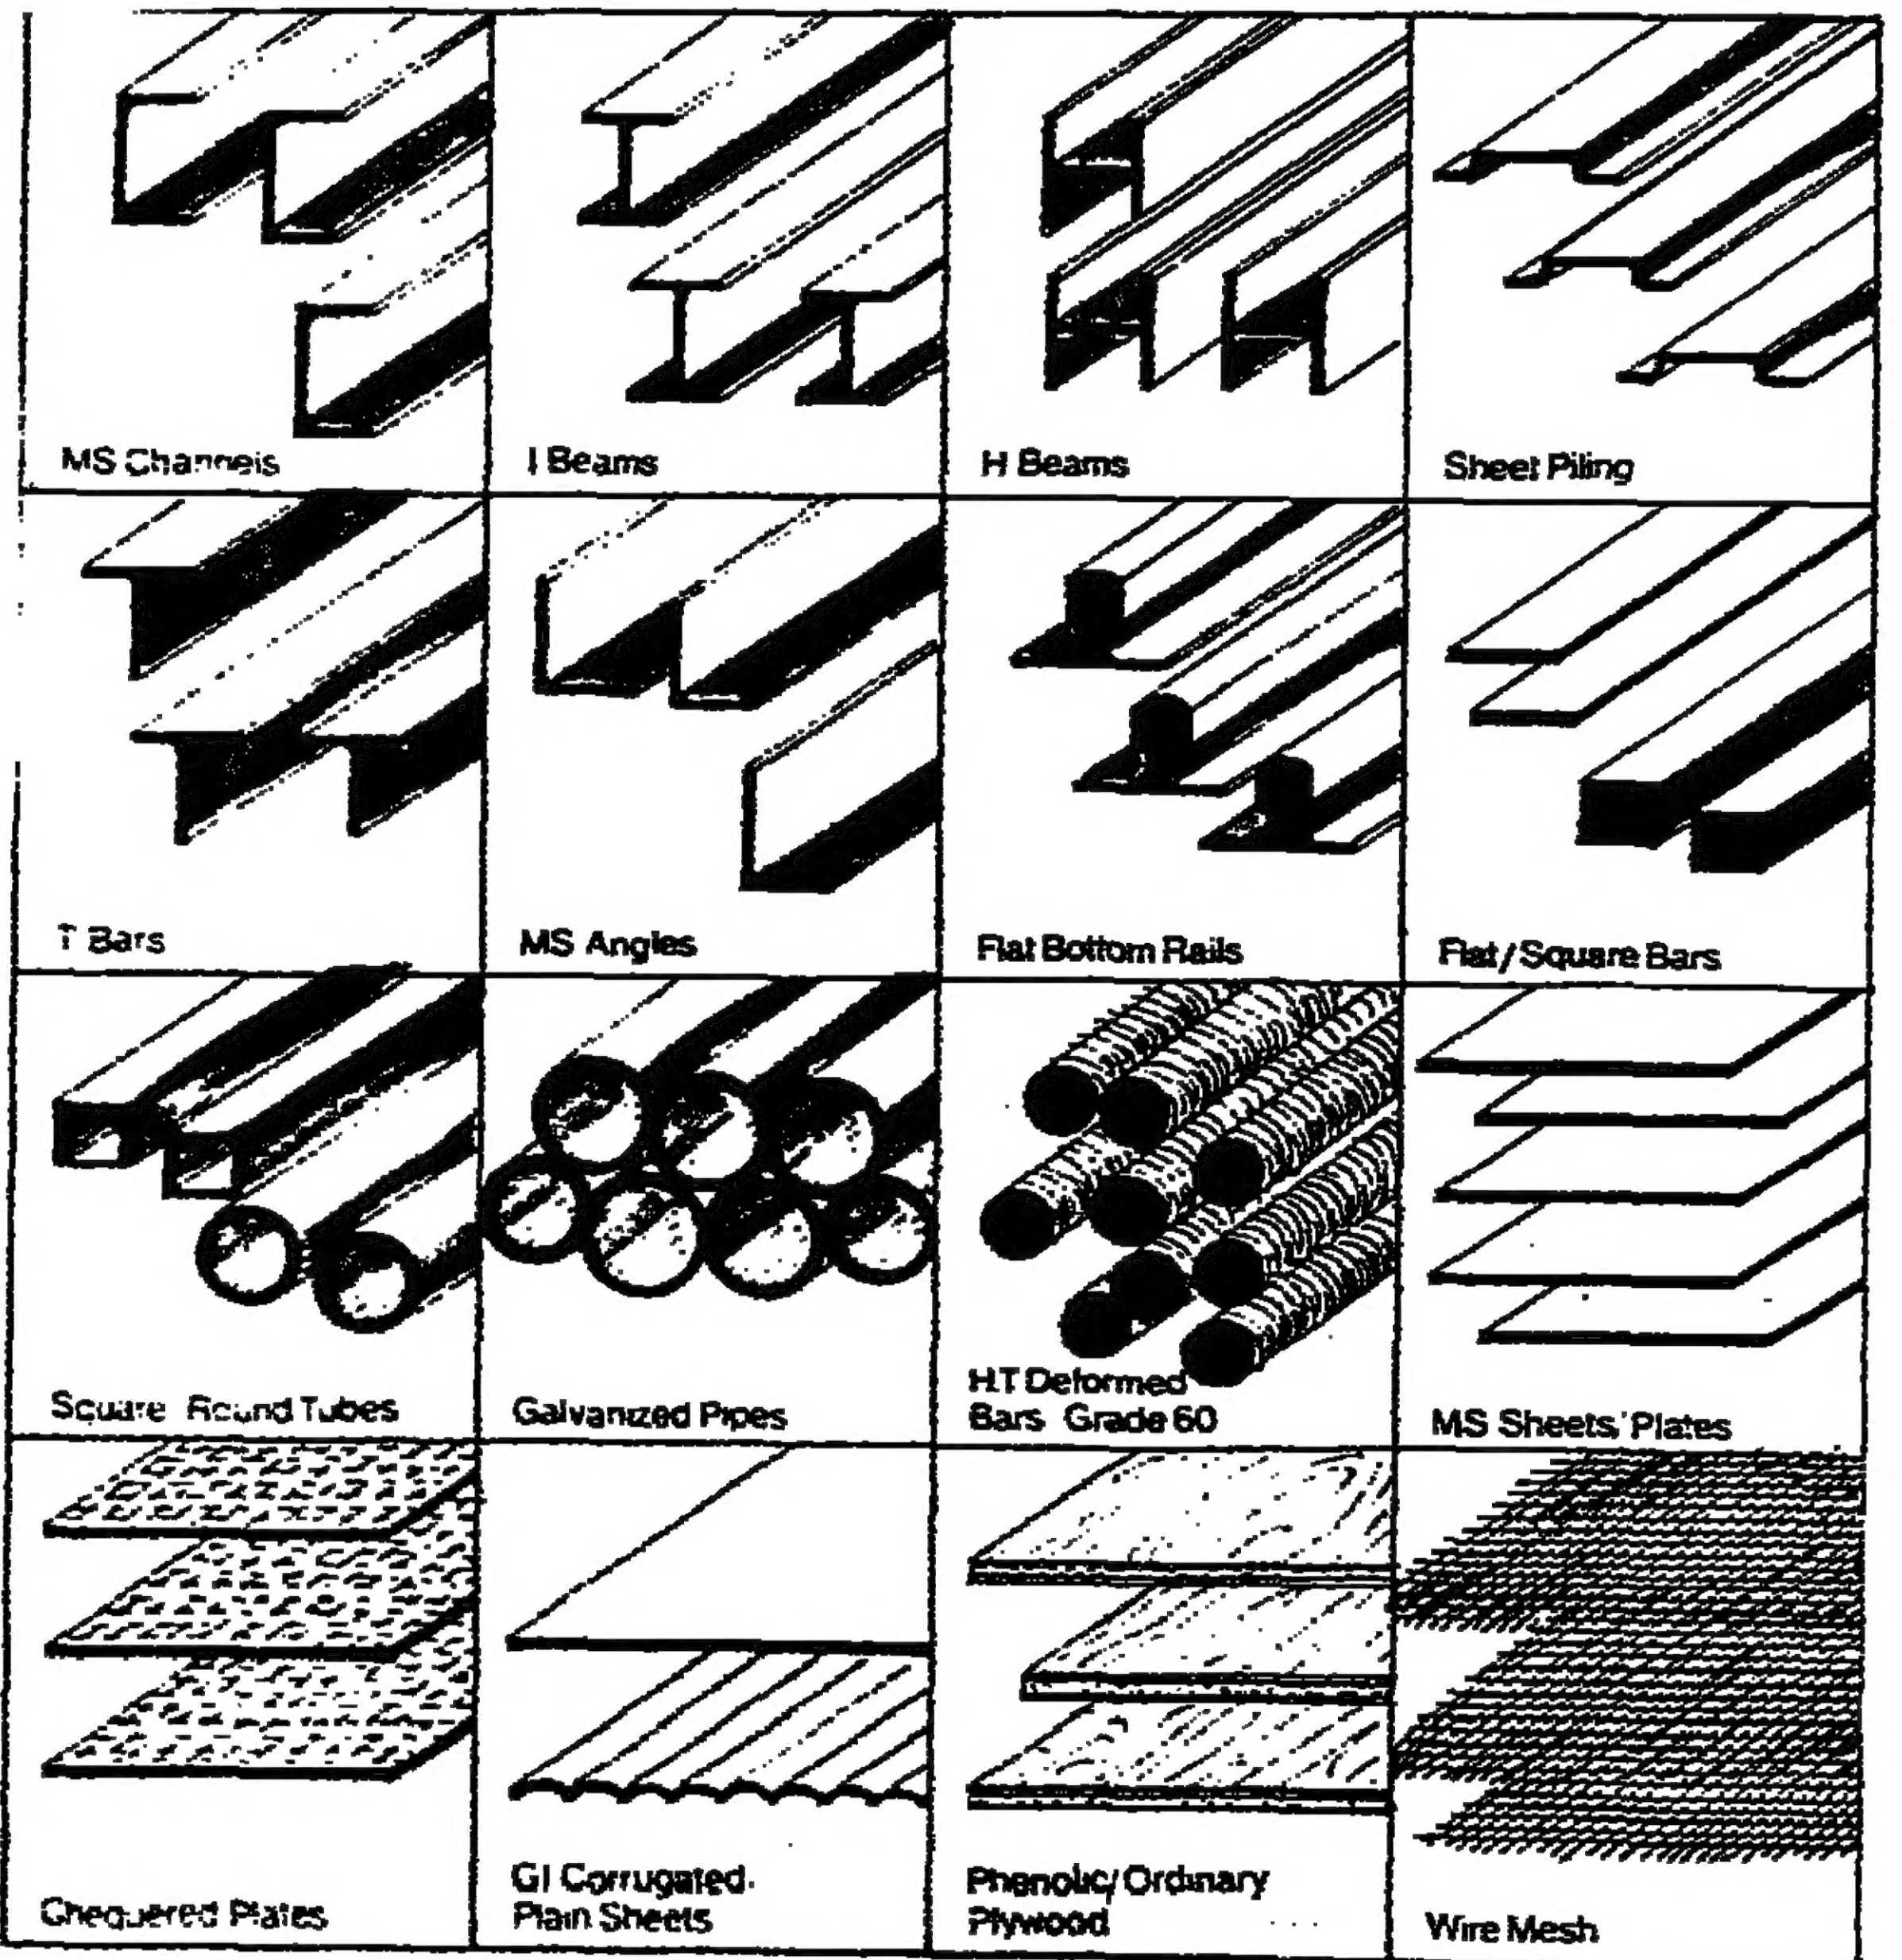 MS Channels
I Beams
H Beams
Sheet Piling
T Bars
MS Angles
Flat Bottom Rails
Flat/Square Bars
Square Round Tubes
Galvanized Pipes
HT Deformed
Bars Grade 60
MS Sheets/Plates
Chequered Plates
GI Corrugated
Plain Sheets
Phenolic/Ordinary
Plywood
Wire Mesh